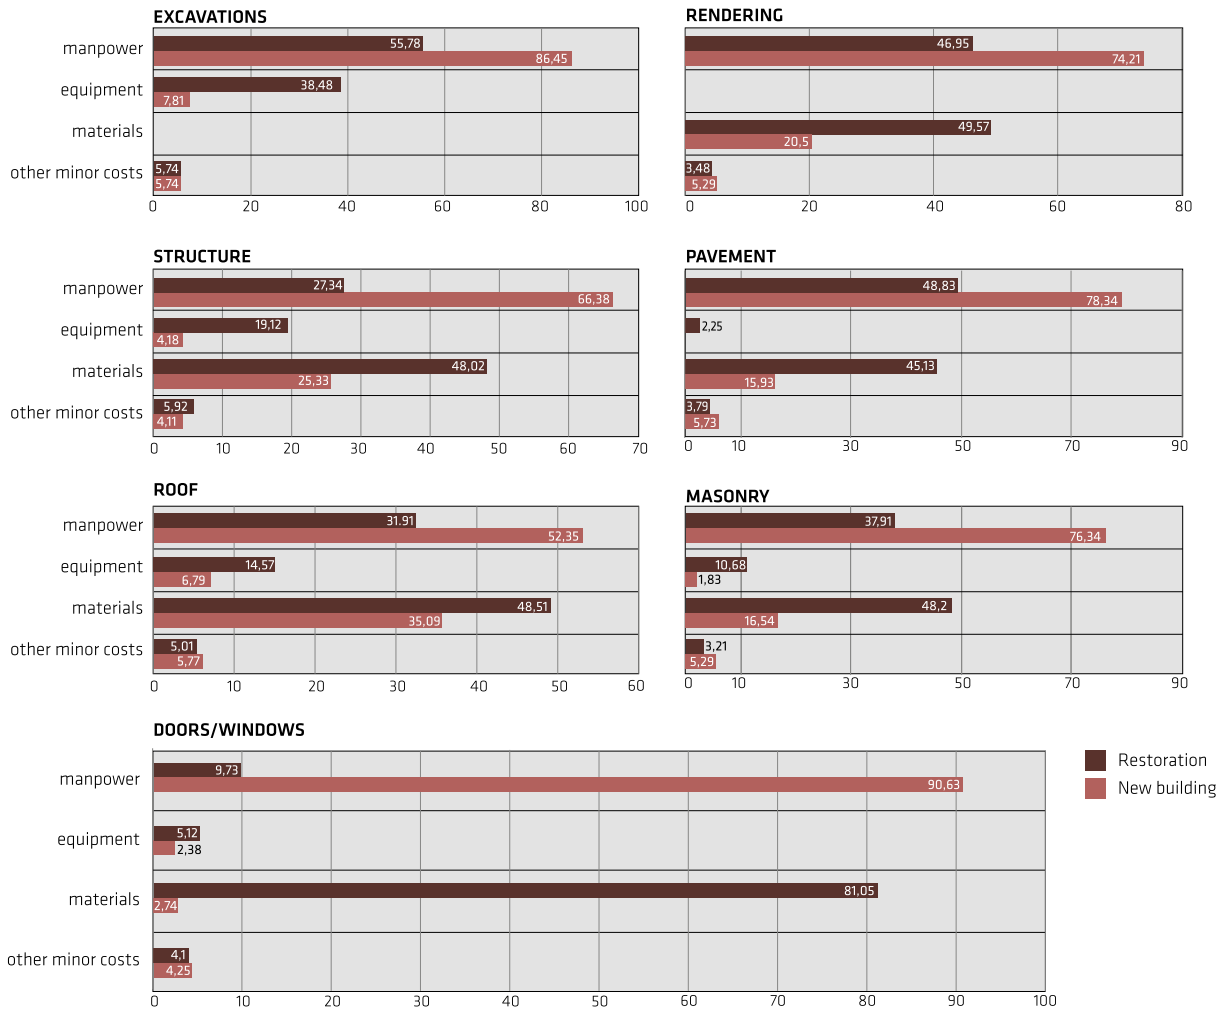 EXCAVATIONS
manpower
55,78
86,45
equipment
38,48
7,81
materials
other minor costs
5,74
5,74
0 20 40 60 80 100
RENDERING
46,95
74,21
49,57
20,5
3,48
5,29
0 20 40 60 80
STRUCTURE
manpower
27,34
66,38
equipment
19,12
4,18
materials
48,02
25,33
other minor costs
5,92
4,11
0 10 20 30 40 50 60 70
PAVEMENT
48,83
78,34
2,25
45,13
15,93
3,79
5,73
0 10 30 50 70 90
ROOF
manpower
31.91
52,35
equipment
14,57
6,79
materials
48,51
35,09
other minor costs
5,01
5,77
0 10 20 30 40 50 60
MASONRY
37,91
76,34
10,68
1,83
48,2
16,54
3,21
5,29
0 10 30 50 70 90
DOORS/WINDOWS
manpower
9,73
90,63
equipment
5,12
2,38
materials
81,05
2,74
other minor costs
4,1
4,25
0 10 20 30 40 50 60 70 80 90 100
Restoration
New building